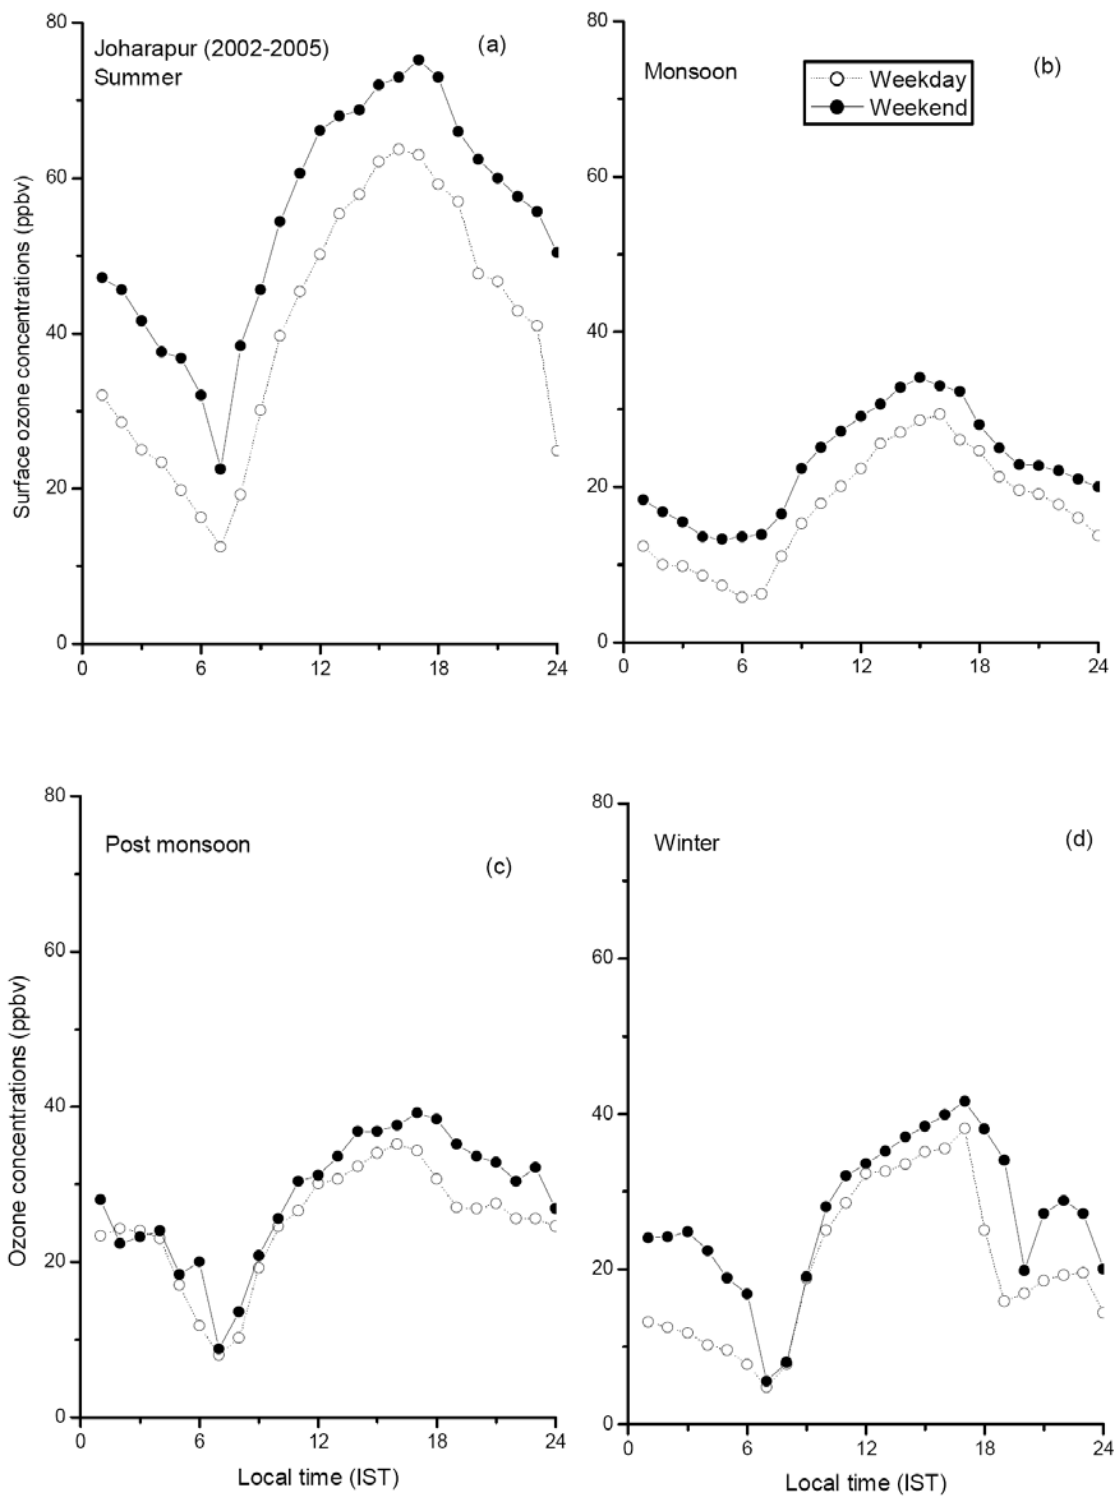 Joharapur (2002-2005)
Summer
(a)
Surface ozone concentrations (ppbv)
80
60
40
20
0
0 6 12 18 24
Monsoon
(b)
Weekday
Weekend
80
60
40
20
0
0 6 12 18 24
Post monsoon
(c)
Ozone concentrations (ppbv)
80
60
40
20
0
0 6 12 18 24
Local time (IST)
Winter
(d)
80
60
40
20
0
0 6 12 18 24
Local time (IST)